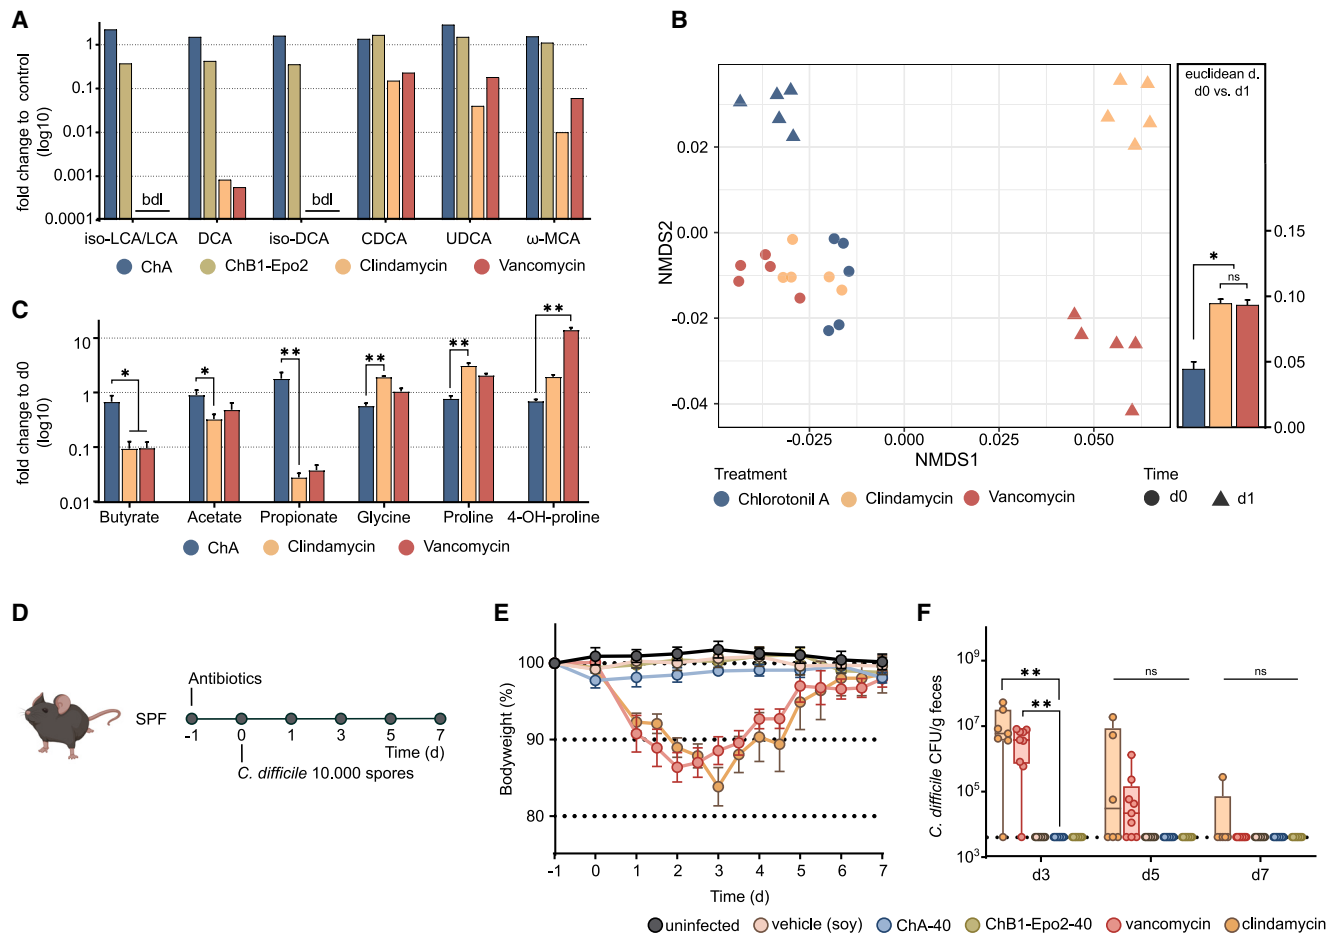 A
fold change to control
(log10)
1
0.1
0.01
0.001
0.0001
bdl
bdl
iso-LCA/LCA
DCA
iso-DCA
CDCA
UDCA
ω-MCA
ChA
ChB1-Epo2
Clindamycin
Vancomycin
B
NMDS2
0.02
0.00
-0.02
-0.04
-0.025
0.000
0.025
0.050
NMDS1
euclidean d.
d0 vs. d1
*
ns
0.15
0.10
0.05
0.00
Treatment
Chlorotonil A
Clindamycin
Vancomycin
Time
d0
d1
C
fold change to d0
(log10)
10
1
0.1
0.01
*
*
**
**
**
**
Butyrate
Acetate
Propionate
Glycine
Proline
4-OH-proline
ChA
Clindamycin
Vancomycin
D
Antibiotics
SPF
-1
0
1
3
5
7
Time (d)
0
C. difficile 10.000 spores
E
Bodyweight (%)
100
90
80
-1
0
1
2
3
4
5
6
7
Time (d)
F
C. difficile CFU/g feces
10⁹
10⁷
10⁵
10³
**
**
ns
ns
d3
d5
d7
uninfected
vehicle (soy)
ChA-40
ChB1-Epo2-40
vancomycin
clindamycin